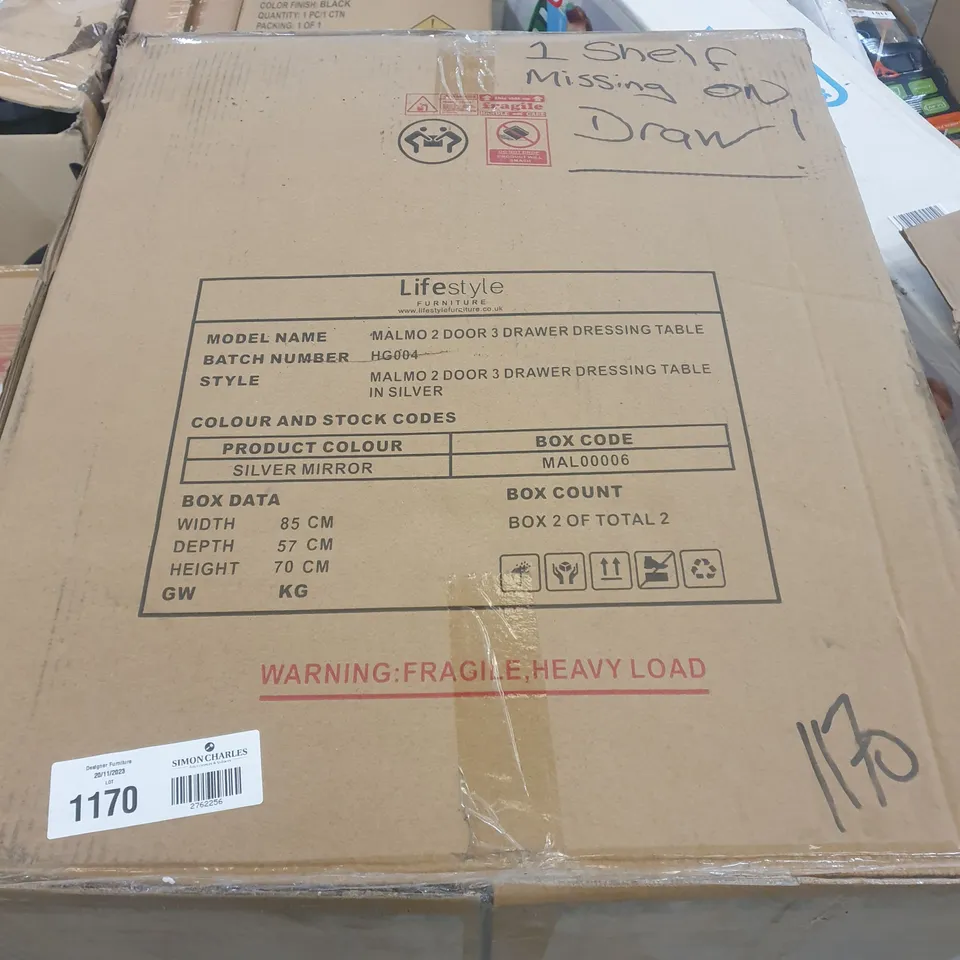 COLOR FINISH: BLACK
QUANTITY: 1 PC/1 CTN
PACKING: 1 OF 1
1 Shelf
Missing on
Draw 1
fragile
Lifestyle
FURNITURE
www.lifestylefurniture.co.uk
MODEL NAME MALMO 2 DOOR 3 DRAWER DRESSING TABLE
BATCH NUMBER HG004
STYLE MALMO 2 DOOR 3 DRAWER DRESSING TABLE
IN SILVER
COLOUR AND STOCK CODES
PRODUCT COLOUR BOX CODE
SILVER MIRROR MAL00006
BOX DATA BOX COUNT
WIDTH 85 CM BOX 2 OF TOTAL 2
DEPTH 57 CM
HEIGHT 70 CM
GW KG
WARNING:FRAGILE,HEAVY LOAD
1170
Designer Furniture
20/11/2023
LOT
1170
SIMON CHARLES
2762256